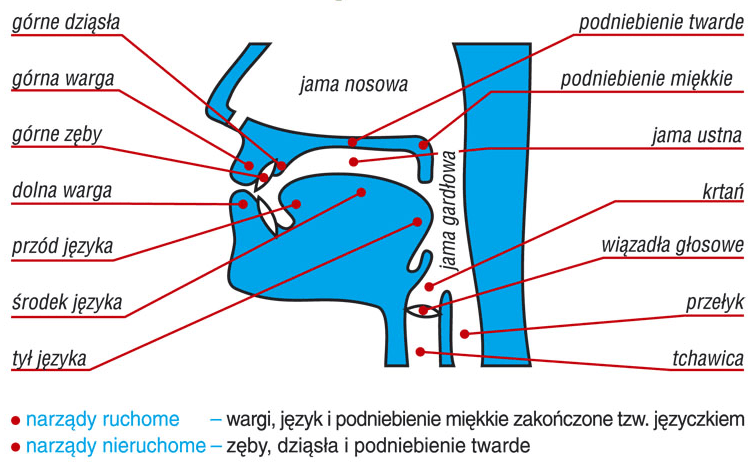 górne dziąsła
górna warga
górne zęby
dolna warga
przód języka
środek języka
tył języka
jama nosowa
jama gardłowa
podniebienie twarde
podniebienie miękkie
jama ustna
krtań
wiązadła głosowe
przełyk
tchawica
narządy ruchome – wargi, język i podniebienie miękkie zakończone tzw. języczkiem
narządy nieruchome – zęby, dziąsła i podniebienie twarde